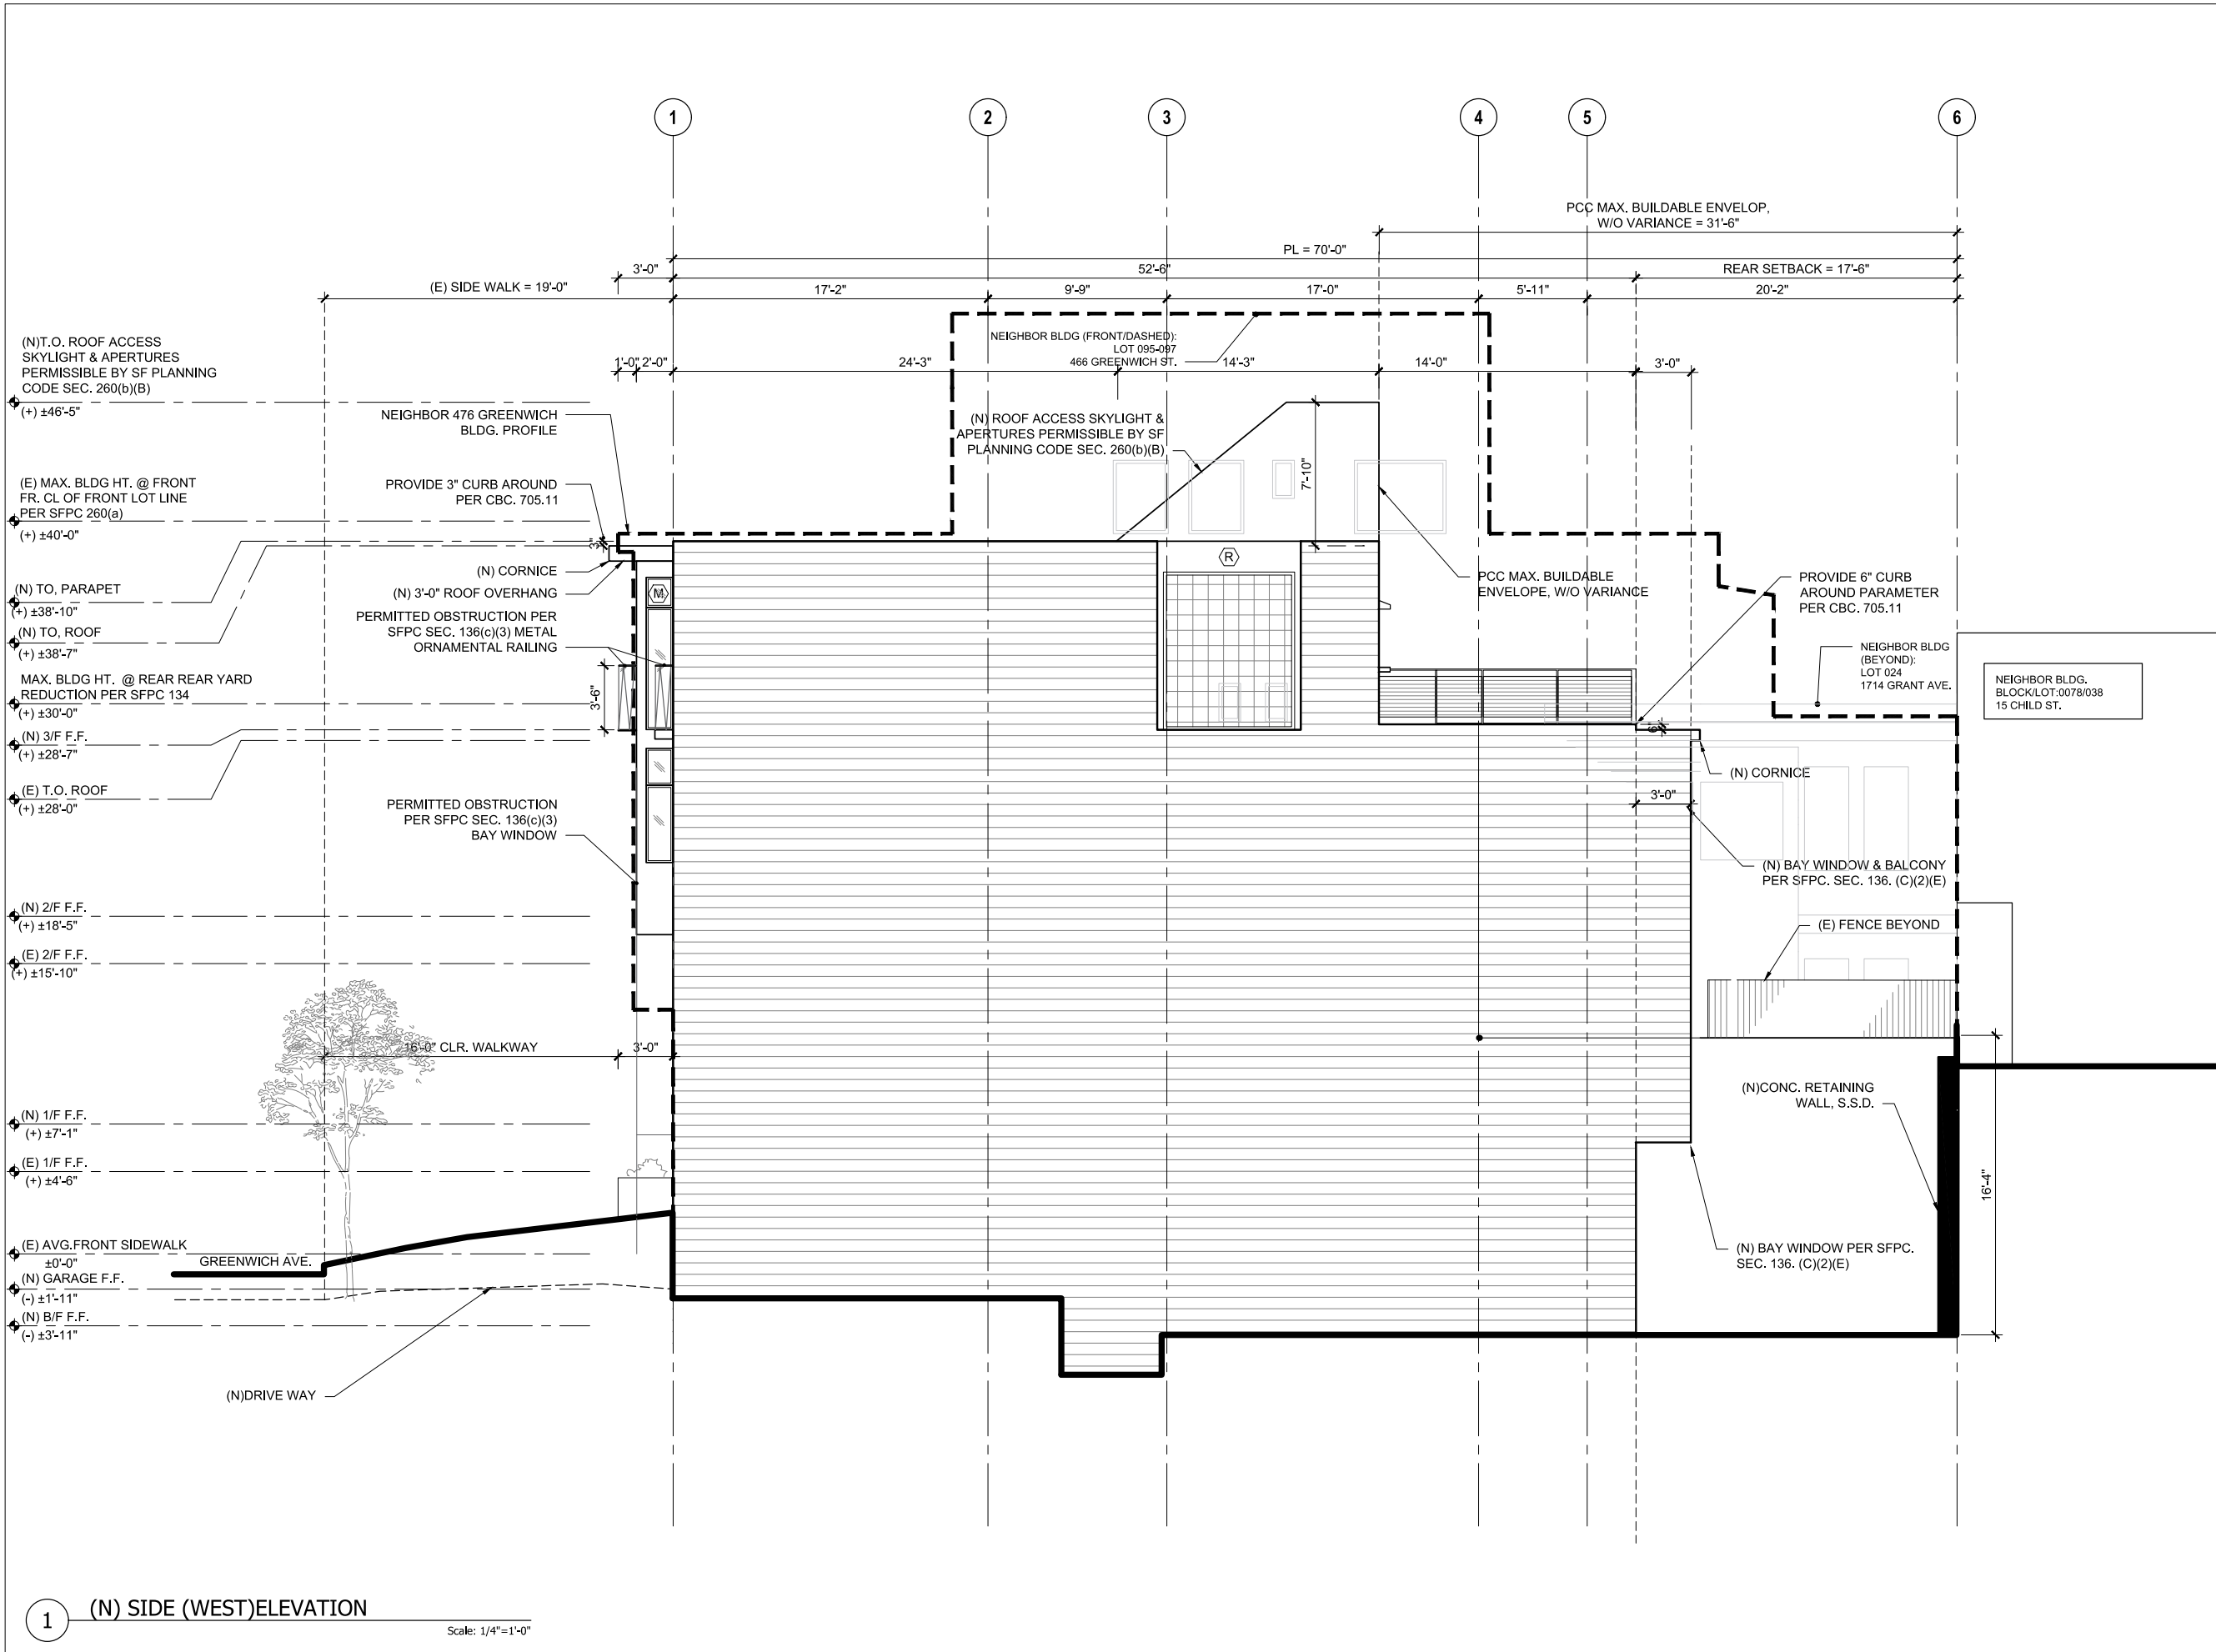 1
2
3
4
5
6
PCC MAX. BUILDABLE ENVELOP,
W/O VARIANCE = 31'-6"
PL = 70'-0"
3'-0"
52'-6"
REAR SETBACK = 17'-6"
(E) SIDE WALK = 19'-0"
17'-2"
9'-9"
17'-0"
5'-11"
20'-2"
NEIGHBOR BLDG (FRONT/DASHED):
LOT 095-097
466 GREENWICH ST.
1'-0"
2'-0"
24'-3"
14'-3"
14'-0"
3'-0"
(N)T.O. ROOF ACCESS
SKYLIGHT & APERTURES
PERMISSIBLE BY SF PLANNING
CODE SEC. 260(b)(B)
(+) ±46'-5"
NEIGHBOR 476 GREENWICH
BLDG. PROFILE
(N) ROOF ACCESS SKYLIGHT &
APERTURES PERMISSIBLE BY SF
PLANNING CODE SEC. 260(b)(B)
7'-10"
(E) MAX. BLDG HT. @ FRONT
FR. CL OF FRONT LOT LINE
PER SFPC 260(a)
(+) ±40'-0"
PROVIDE 3" CURB AROUND
PER CBC. 705.11
3"
(N) CORNICE
(N) 3'-0" ROOF OVERHANG
M
R
(N) TO, PARAPET
(+) ±38'-10"
(N) TO, ROOF
(+) ±38'-7"
PERMITTED OBSTRUCTION PER
SFPC SEC. 136(c)(3) METAL
ORNAMENTAL RAILING
3'-6"
PCC MAX. BUILDABLE
ENVELOPE, W/O VARIANCE
PROVIDE 6" CURB
AROUND PARAMETER
PER CBC. 705.11
NEIGHBOR BLDG
(BEYOND):
LOT 024
1714 GRANT AVE.
NEIGHBOR BLDG.
BLOCK/LOT:0078/038
15 CHILD ST.
MAX. BLDG HT. @ REAR REAR YARD
REDUCTION PER SFPC 134
(+) ±30'-0"
(N) 3/F F.F.
(+) ±28'-7"
6"
(N) CORNICE
3'-0"
(E) T.O. ROOF
(+) ±28'-0"
PERMITTED OBSTRUCTION
PER SFPC SEC. 136(c)(3)
BAY WINDOW
(N) BAY WINDOW & BALCONY
PER SFPC. SEC. 136. (C)(2)(E)
(N) 2/F F.F.
(+) ±18'-5"
(E) FENCE BEYOND
(E) 2/F F.F.
(+) ±15'-10"
16'-0" CLR. WALKWAY
3'-0"
(N)CONC. RETAINING
WALL, S.S.D.
(N) 1/F F.F.
(+) ±7'-1"
(E) 1/F F.F.
(+) ±4'-6"
16'-4"
(E) AVG.FRONT SIDEWALK
±0'-0"
GREENWICH AVE.
(N) BAY WINDOW PER SFPC.
SEC. 136. (C)(2)(E)
(N) GARAGE F.F.
(-) ±1'-11"
(N) B/F F.F.
(-) ±3'-11"
(N)DRIVE WAY
1
(N) SIDE (WEST)ELEVATION
Scale: 1/4"=1'-0"